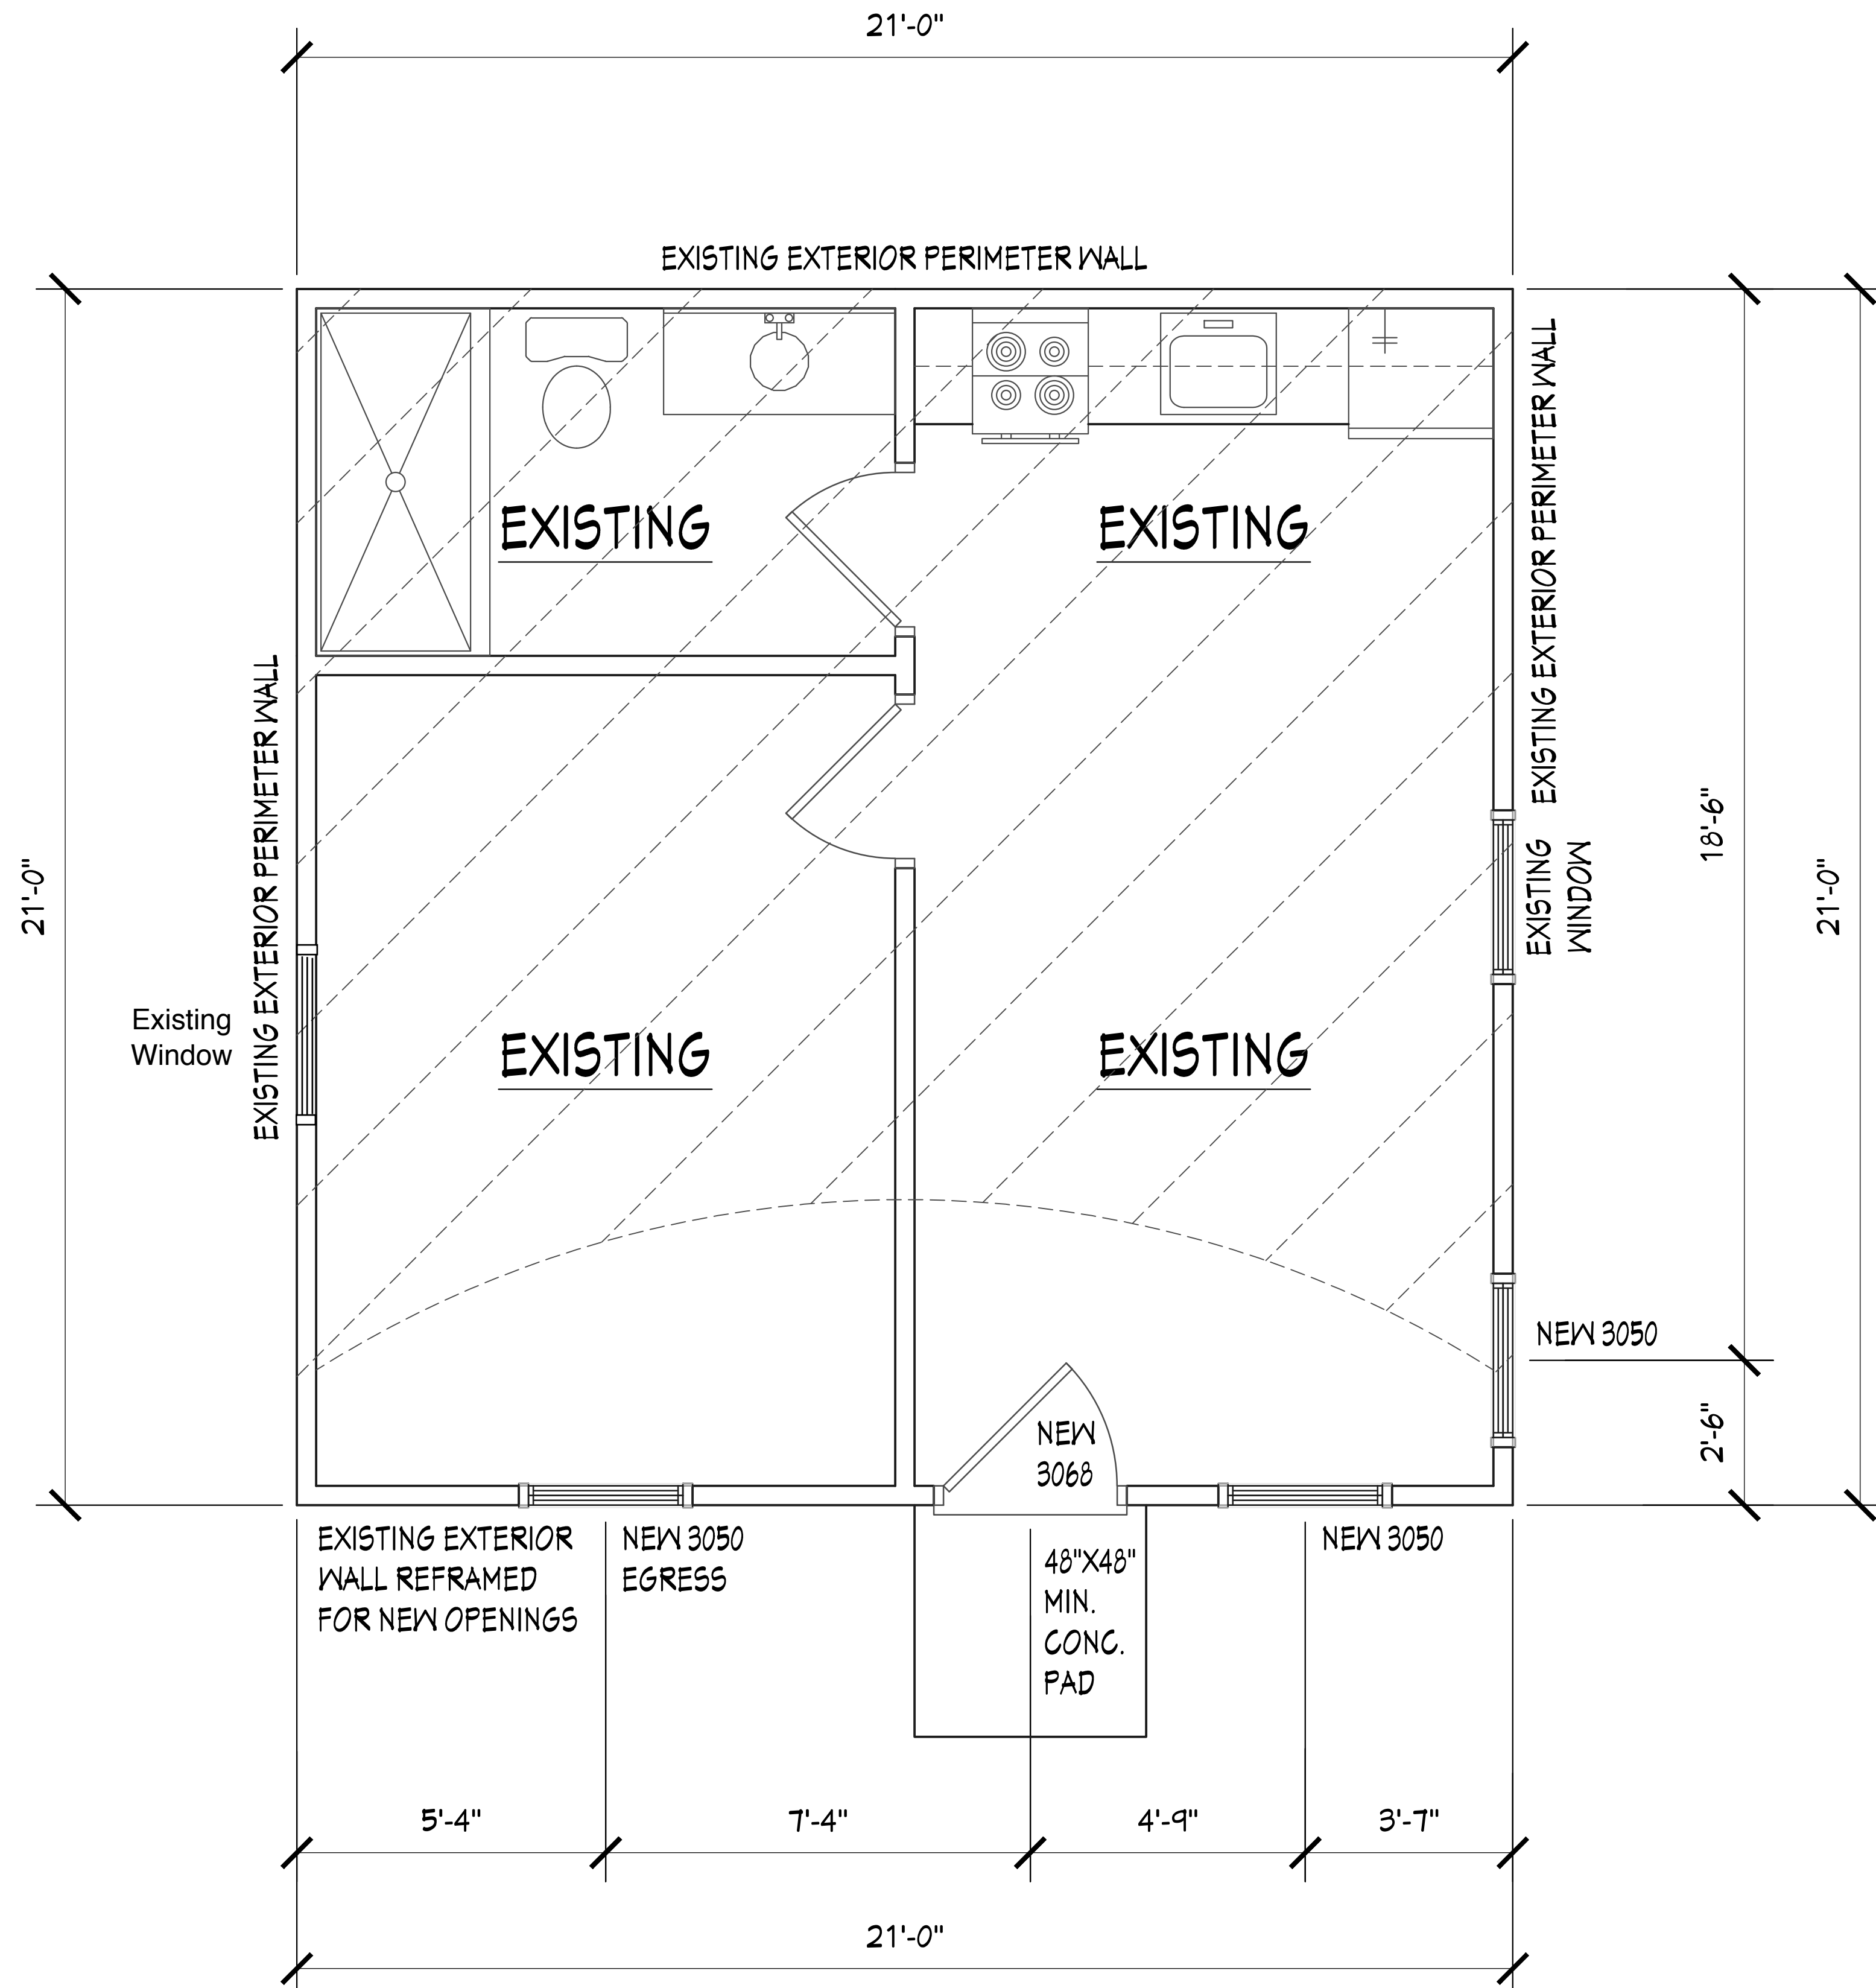 21'-0"
EXISTING EXTERIOR PERIMETER WALL
EXISTING EXTERIOR PERIMETER WALL
EXISTING
EXISTING
EXISTING EXTERIOR PERIMETER WALL
18'-6"
21'-0"
21'-0"
EXISTING
WINDOW
Existing
Window
EXISTING
EXISTING
NEW 3050
2'-6"
NEW
3068
EXISTING EXTERIOR
WALL REFRAMED
FOR NEW OPENINGS
NEW 3050
EGRESS
48"X48"
MIN.
CONC.
PAD
NEW 3050
5'-4"
7'-4"
4'-9"
3'-7"
21'-0"